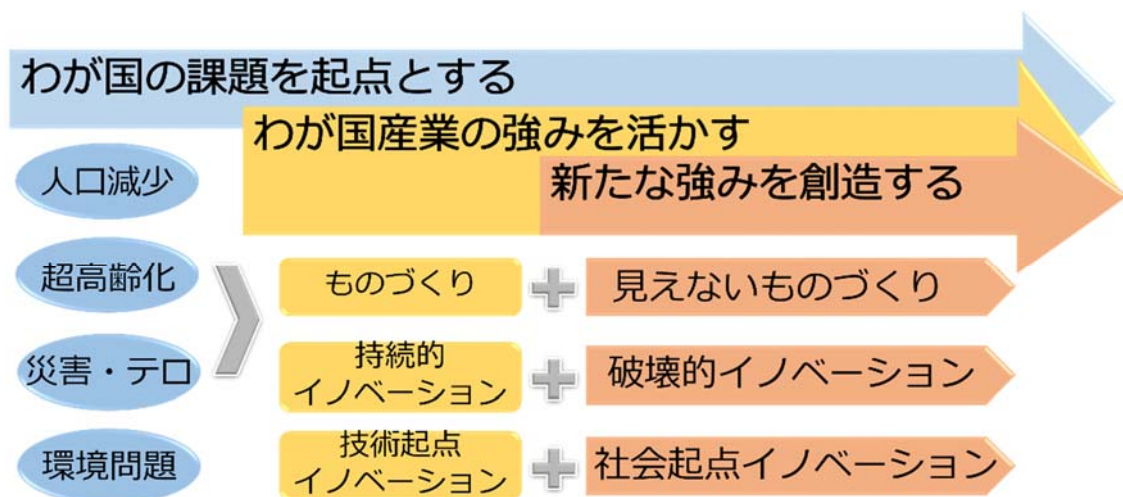 わが国の課題を起点とする
わが国産業の強みを活かす
新たな強みを創造する
人口減少
超高齢化
災害・テロ
環境問題
ものづくり
見えないものづくり
持続的
イノベーション
破壊的イノベーション
技術起点
イノベーション
社会起点イノベーション